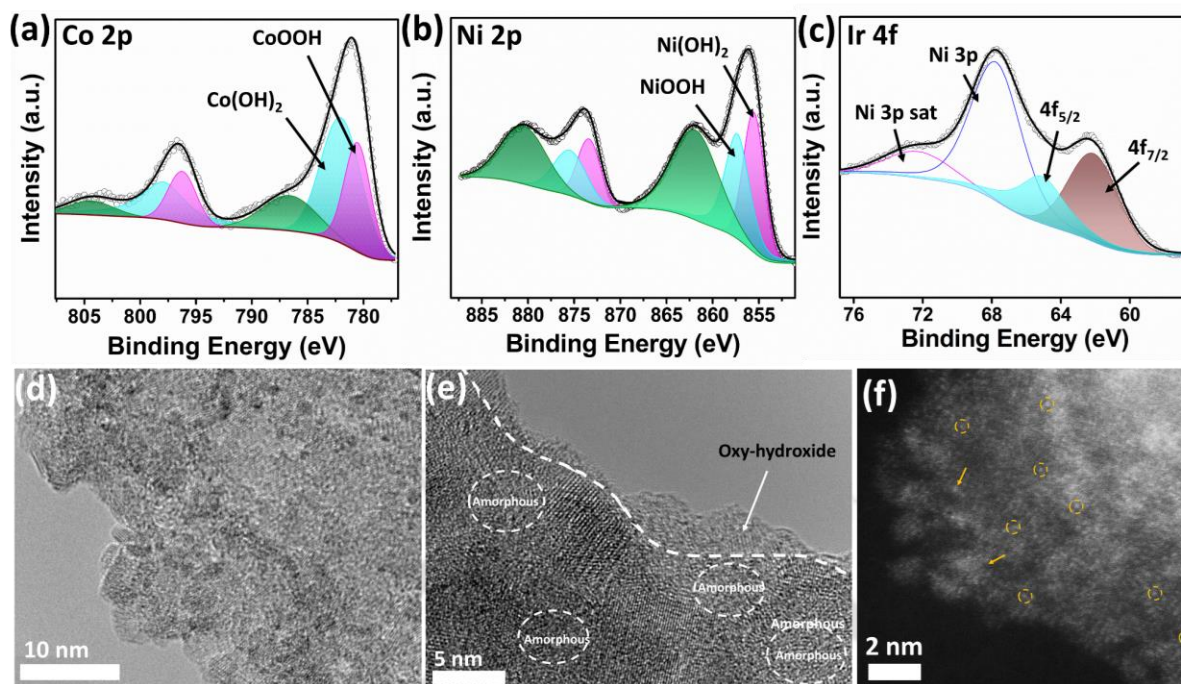 (a) Co 2p
CoOOH
Co(OH)2
Intensity (a.u.)
805 800 795 790 785 780
Binding Energy (eV)
(b) Ni 2p
Ni(OH)2
NiOOH
Intensity (a.u.)
885 880 875 870 865 860 855
Binding Energy (eV)
(c) Ir 4f
Ni 3p
Ni 3p sat
4f5/2
4f7/2
Intensity (a.u.)
76 72 68 64 60
Binding Energy (eV)
(d)
10 nm
(e)
Oxy-hydroxide
Amorphous
Amorphous
Amorphous
Amorphous
Amorphous
5 nm
(f)
2 nm